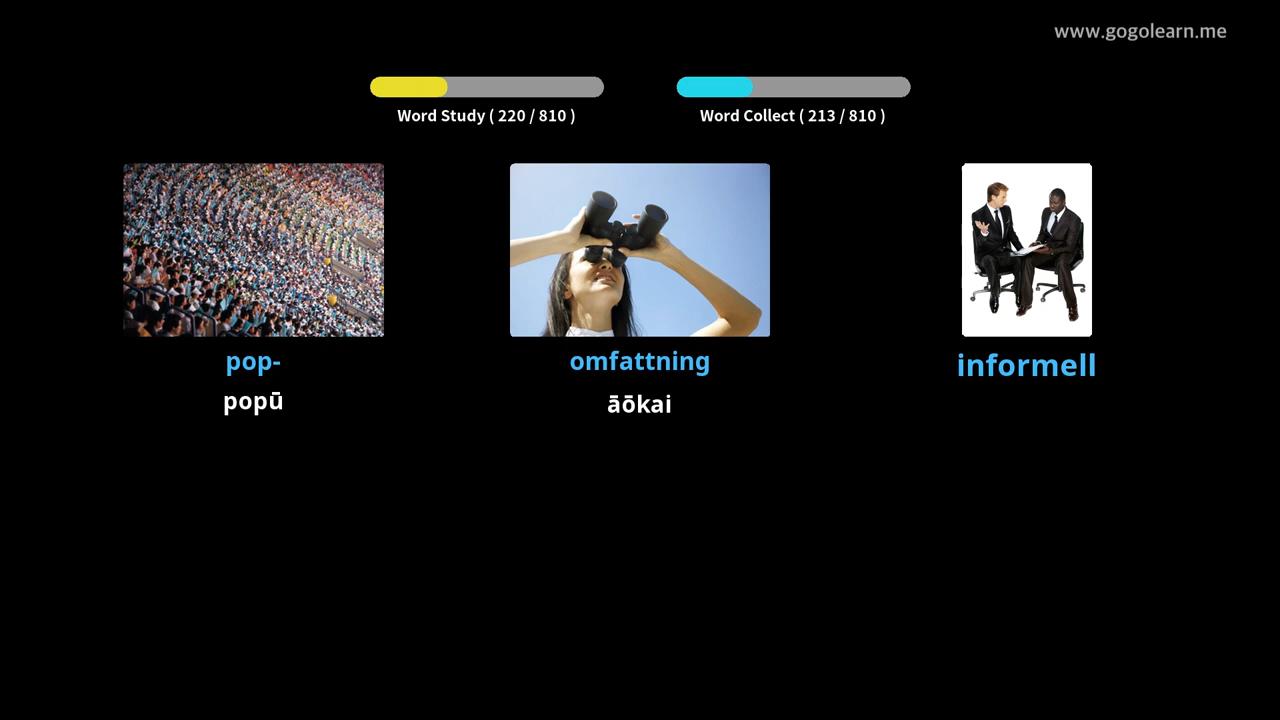 www.gogolearn.me
Word Study ( 220 / 810 )
Word Collect ( 213 / 810 )
pop-
popū
omfattning
āōkai
informell